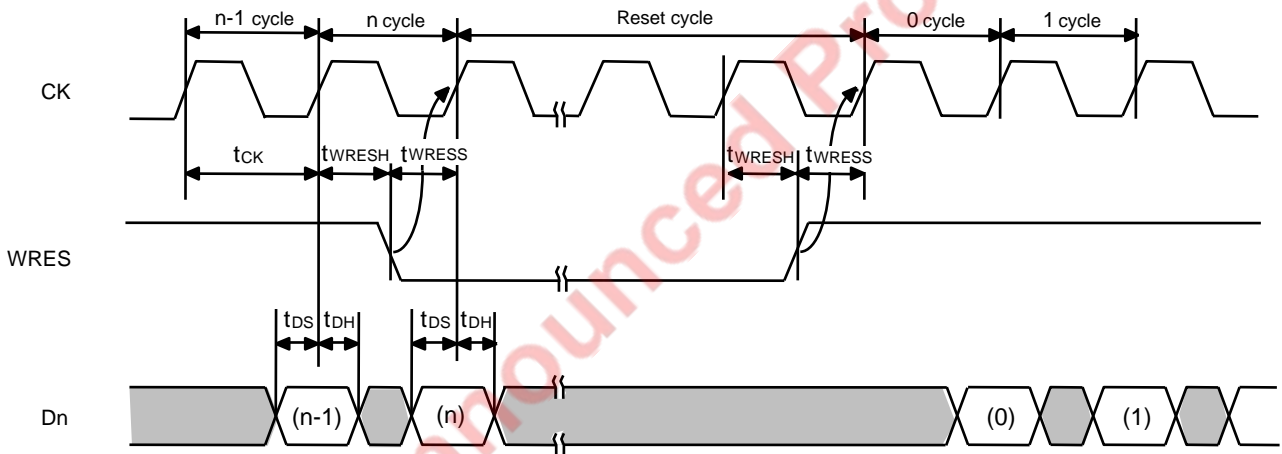 n-1 cycle n cycle Reset cycle 0 cycle 1 cycle
CK
tCK tWRESH tWRESS tWRESH tWRESS
WRES
tDS tDH tDS tDH
Dn (n-1) (n) (0) (1)